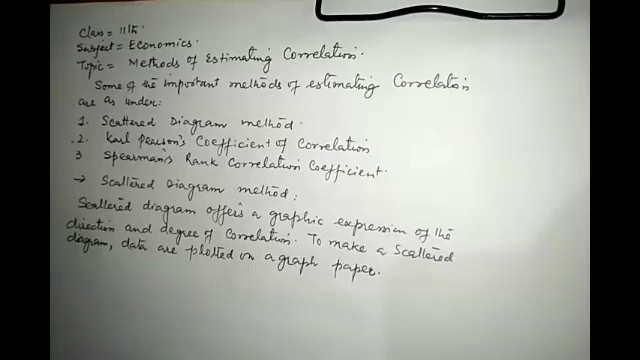 Class = 11th.
Subject = Economics.
Topic = Methods of Estimating Correlation.
Some of the important methods of estimating Correlation
are as under:
1. Scattered Diagram method.
2. Karl Pearson's Coefficient of Correlation
3 Spearman's Rank Correlation Coefficient.
→ Scattered Diagram method:
Scattered diagram offers a graphic expression of the
direction and degree of Correlation. To make a Scattered
diagram, data are plotted on a graph paper.